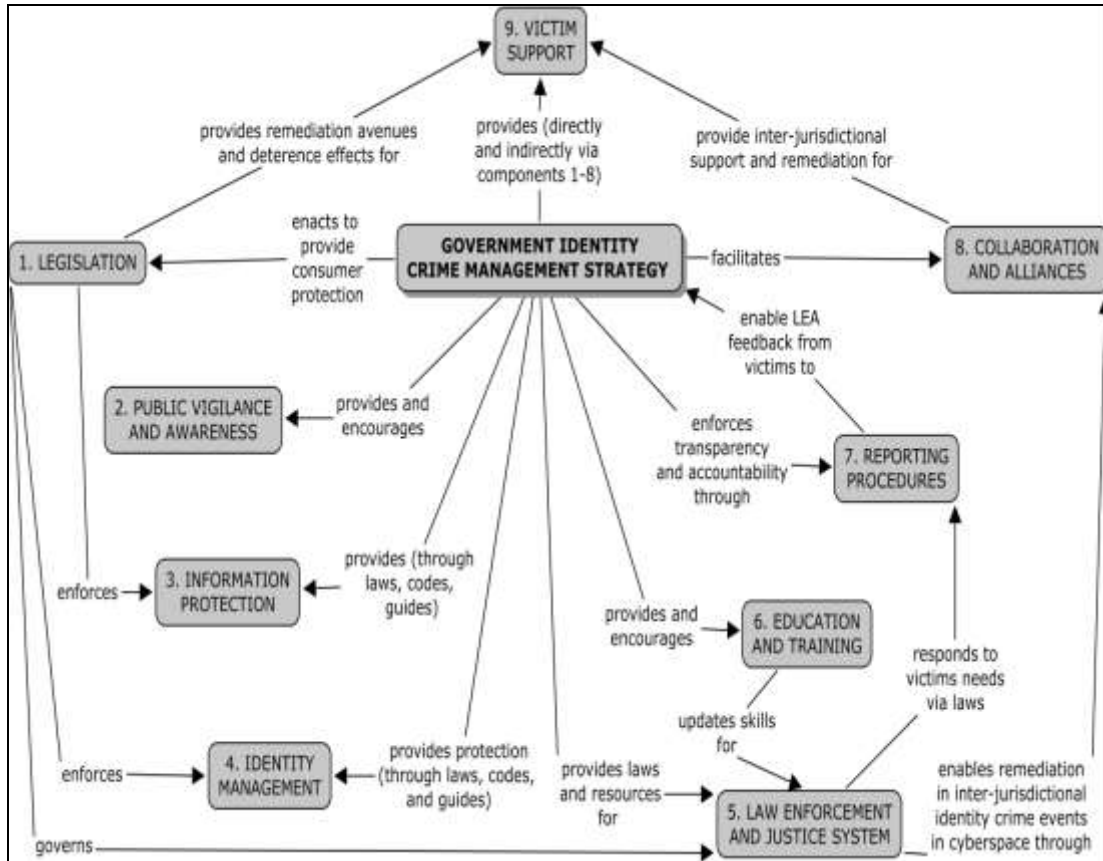 9. VICTIM
SUPPORT
provides remediation avenues
and deterence effects for
provides (directly
and indirectly via
components 1-8)
provide inter-jurisdictional
support and remediation for
enacts to
provide
consumer
protection
1. LEGISLATION
GOVERNMENT IDENTITY
CRIME MANAGEMENT STRATEGY
facilitates
8. COLLABORATION
AND ALLIANCES
enable LEA
feedback from
victims to
2. PUBLIC VIGILANCE
AND AWARENESS
provides and
encourages
enforces
transparency
and accountability
through
7. REPORTING
PROCEDURES
enforces
3. INFORMATION
PROTECTION
provides (through
laws, codes,
guides)
provides and
encourages
6. EDUCATION
AND TRAINING
responds to
victims needs
via laws
updates skills
for
enforces
4. IDENTITY
MANAGEMENT
provides protection
(through laws, codes,
and guides)
provides laws
and resources
for
5. LAW ENFORCEMENT
AND JUSTICE SYSTEM
enables remediation
in inter-jurisdictional
identity crime events
in cyberspace through
governs